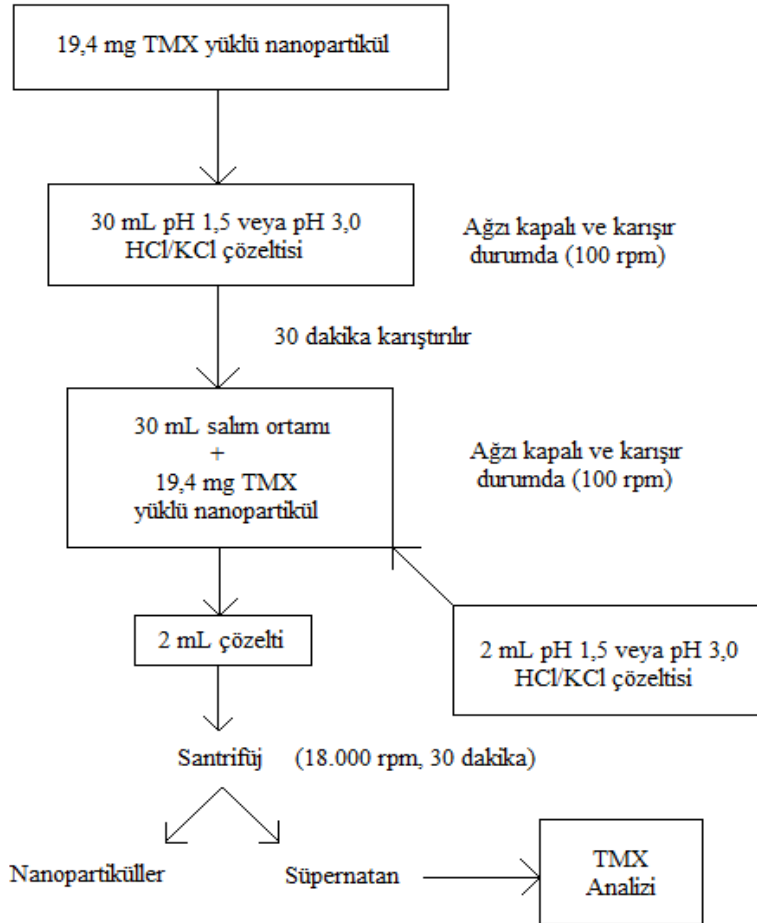 19,4 mg TMX yüklü nanopartikül
30 mL pH 1,5 veya pH 3,0
HCl/KCl çözeltisi
Ağzı kapalı ve karışır
durumda (100 rpm)
30 dakika karıştırılır
30 mL salım ortamı
+
19,4 mg TMX
yüklü nanopartikül
Ağzı kapalı ve karışır
durumda (100 rpm)
2 mL çözelti
2 mL pH 1,5 veya pH 3,0
HCl/KCl çözeltisi
Santrifüj (18.000 rpm, 30 dakika)
Nanopartiküller
Süpernatan
TMX
Analizi